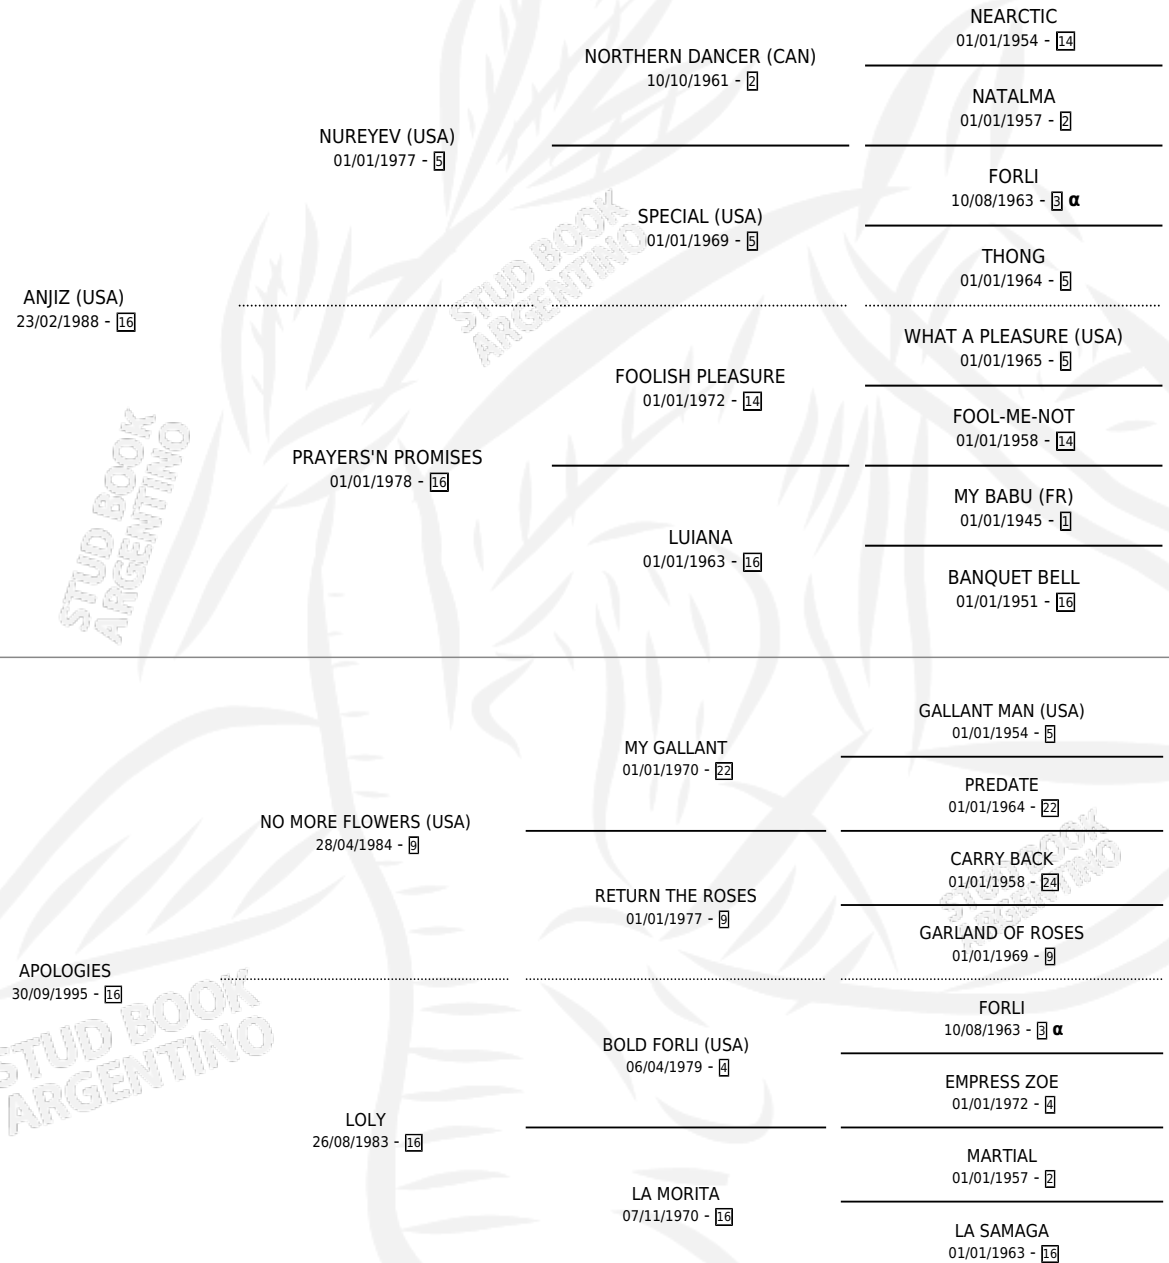 NEARCTIC
01/01/1954 - 14
NORTHERN DANCER (CAN)
10/10/1961 - 2
NATALMA
01/01/1957 - 2
NUREYEV (USA)
01/01/1977 - 5
FORLI
10/08/1963 - 3 α
SPECIAL (USA)
01/01/1969 - 5
THONG
01/01/1964 - 5
ANJIZ (USA)
23/02/1988 - 16
WHAT A PLEASURE (USA)
01/01/1965 - 5
FOOLISH PLEASURE
01/01/1972 - 14
FOOL-ME-NOT
01/01/1958 - 14
PRAYERS'N PROMISES
01/01/1978 - 16
MY BABU (FR)
01/01/1945 - 1
LUIANA
01/01/1963 - 16
BANQUET BELL
01/01/1951 - 16
GALLANT MAN (USA)
01/01/1954 - 5
MY GALLANT
01/01/1970 - 22
PREDATE
01/01/1964 - 22
NO MORE FLOWERS (USA)
28/04/1984 - 9
CARRY BACK
01/01/1958 - 24
RETURN THE ROSES
01/01/1977 - 9
GARLAND OF ROSES
01/01/1969 - 9
APOLOGIES
30/09/1995 - 16
FORLI
10/08/1963 - 3 α
BOLD FORLI (USA)
06/04/1979 - 4
EMPRESS ZOE
01/01/1972 - 4
LOLY
26/08/1983 - 16
MARTIAL
01/01/1957 - 2
LA MORITA
07/11/1970 - 16
LA SAMAGA
01/01/1963 - 16
STUD BOOK
ARGENTINO
STUD BOOK
ARGENTINO
STUD BOOK
ARGENTINO
STUD BOOK
ARGENTINO